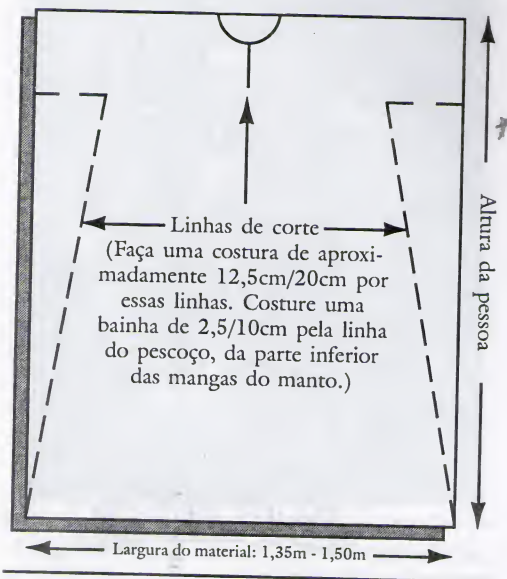 Linhas de corte
(Faça uma costura de aproxi-
madamente 12,5cm/20cm por
essas linhas. Costure uma
bainha de 2,5/10cm pela linha
do pescoço, da parte inferior
das mangas do manto.)
Altura da pessoa
Largura do material: 1,35m - 1,50m